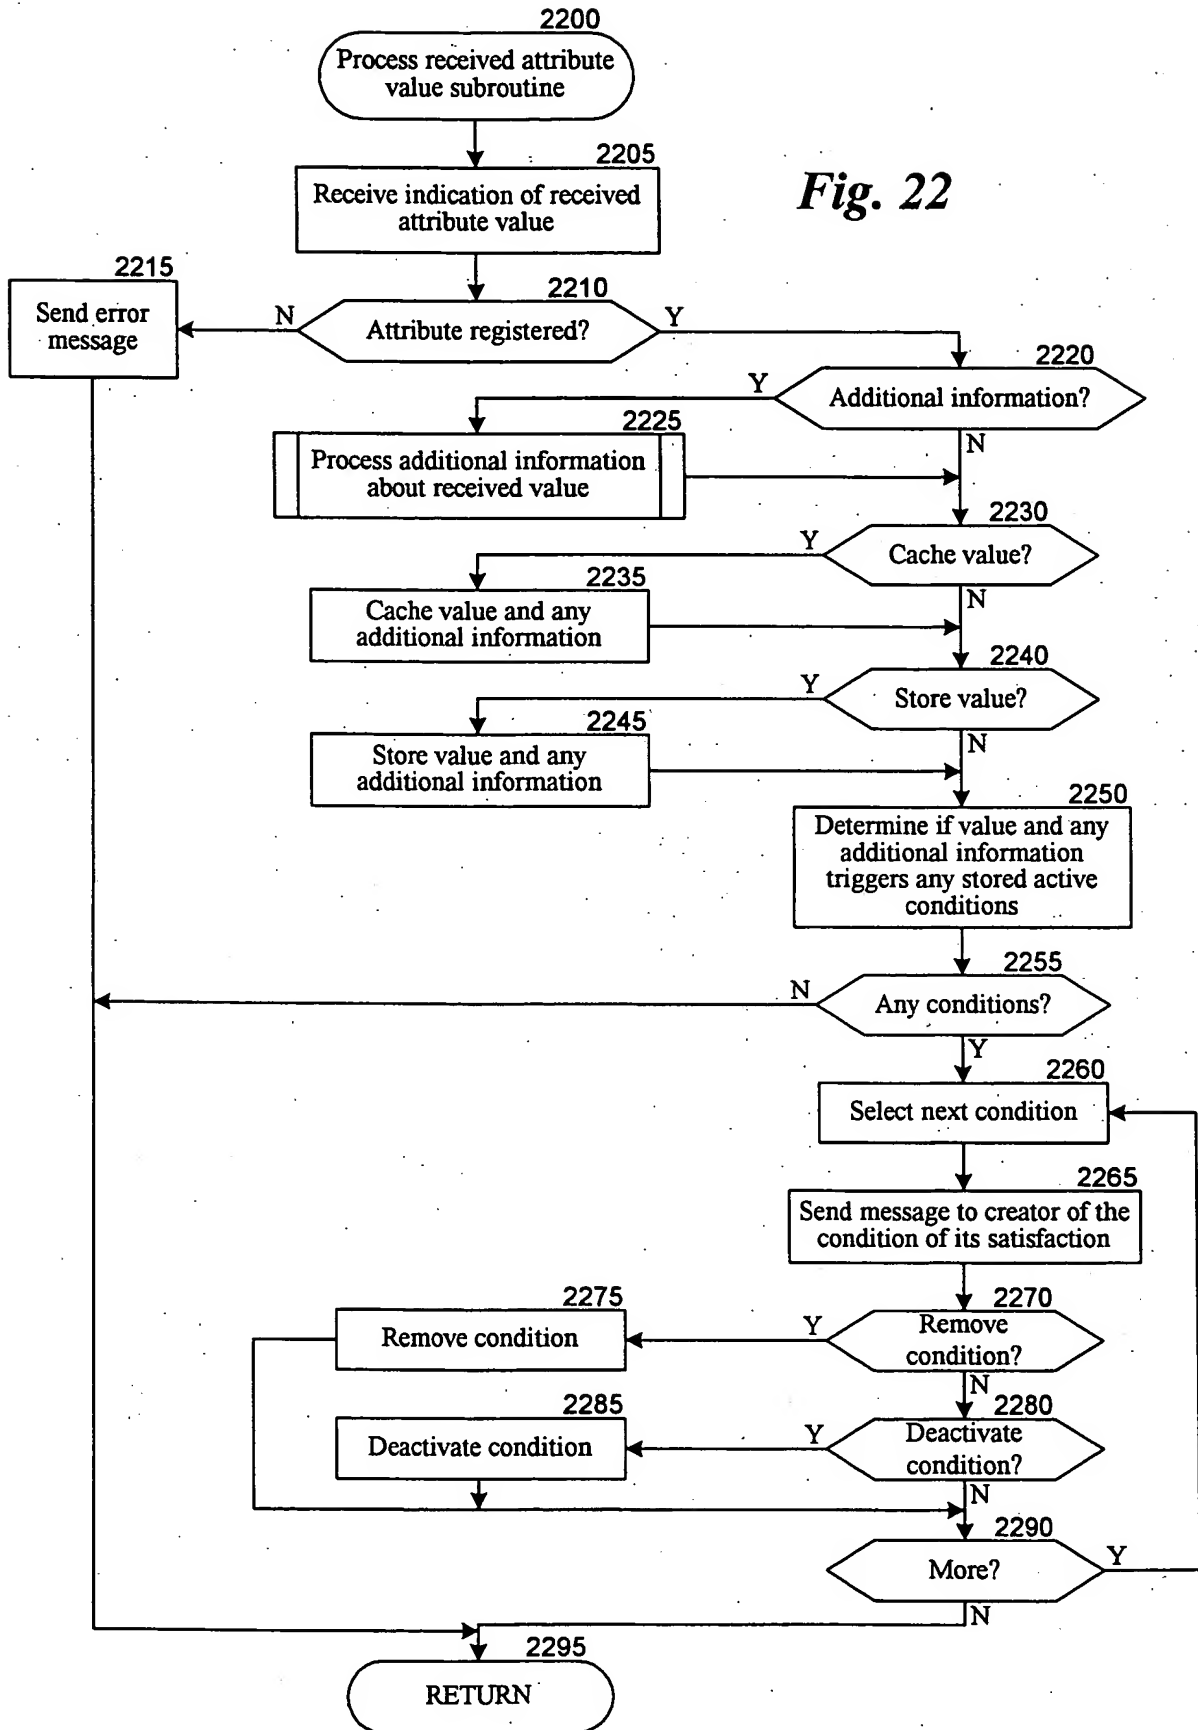 2200
Process received attribute
value subroutine
2205
Receive indication of received
attribute value
Fig. 22
2215
Send error
message
N
2210
Attribute registered?
Y
2220
Additional information?
Y
N
2225
Process additional information
about received value
2230
Cache value?
Y
N
2235
Cache value and any
additional information
2240
Store value?
Y
N
2245
Store value and any
additional information
2250
Determine if value and any
additional information
triggers any stored active
conditions
2255
Any conditions?
N
Y
2260
Select next condition
2265
Send message to creator of the
condition of its satisfaction
2270
Remove
condition?
Y
N
2275
Remove condition
2280
Deactivate
condition?
Y
N
2285
Deactivate condition
2290
More?
Y
N
2295
RETURN